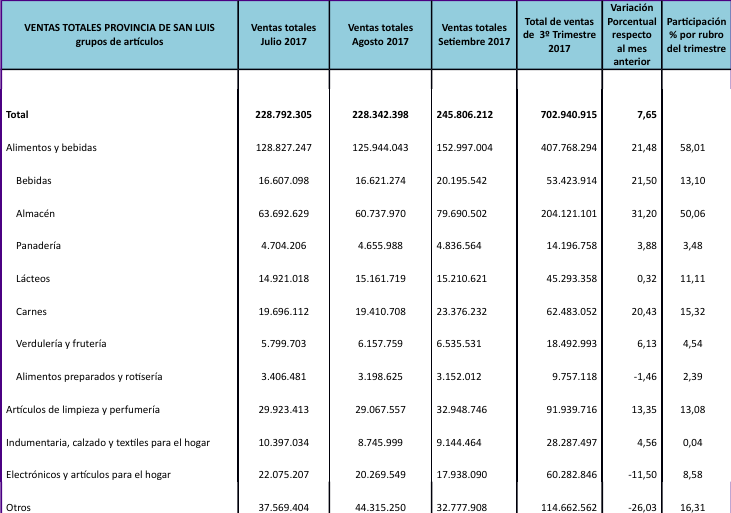 VENTAS TOTALES PROVINCIA DE SAN LUIS
grupos de artículos
Ventas totales
Julio 2017
Ventas totales
Agosto 2017
Ventas totales
Setiembre 2017
Total de ventas
de 3º Trimestre
2017
Variación
Porcentual
respecto
al mes
anterior
Participación
% por rubro
del trimestre
Total 228.792.305 228.342.398 245.806.212 702.940.915 7,65
Alimentos y bebidas 128.827.247 125.944.043 152.997.004 407.768.294 21,48 58,01
Bebidas 16.607.098 16.621.274 20.195.542 53.423.914 21,50 13,10
Almacén 63.692.629 60.737.970 79.690.502 204.121.101 31,20 50,06
Panadería 4.704.206 4.655.988 4.836.564 14.196.758 3,88 3,48
Lácteos 14.921.018 15.161.719 15.210.621 45.293.358 0,32 11,11
Carnes 19.696.112 19.410.708 23.376.232 62.483.052 20,43 15,32
Verdulería y frutería 5.799.703 6.157.759 6.535.531 18.492.993 6,13 4,54
Alimentos preparados y rotisería 3.406.481 3.198.625 3.152.012 9.757.118 -1,46 2,39
Artículos de limpieza y perfumería 29.923.413 29.067.557 32.948.746 91.939.716 13,35 13,08
Indumentaria, calzado y textiles para el hogar 10.397.034 8.745.999 9.144.464 28.287.497 4,56 0,04
Electrónicos y artículos para el hogar 22.075.207 20.269.549 17.938.090 60.282.846 -11,50 8,58
Otros 37.569.404 44.315.250 32.777.908 114.662.562 -26,03 16,31